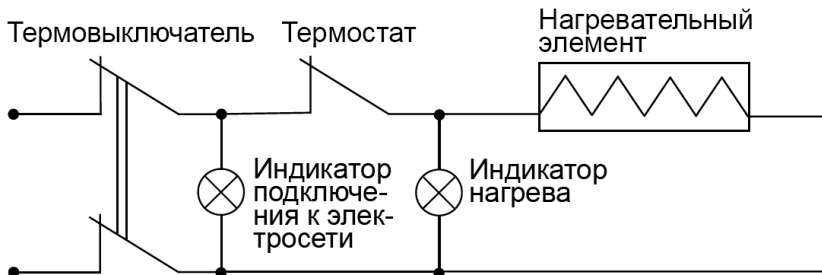 Термовыключатель
Термостат
Нагревательный
элемент
Индикатор
подключе-
ния к элек-
тросети
Индикатор
нагрева